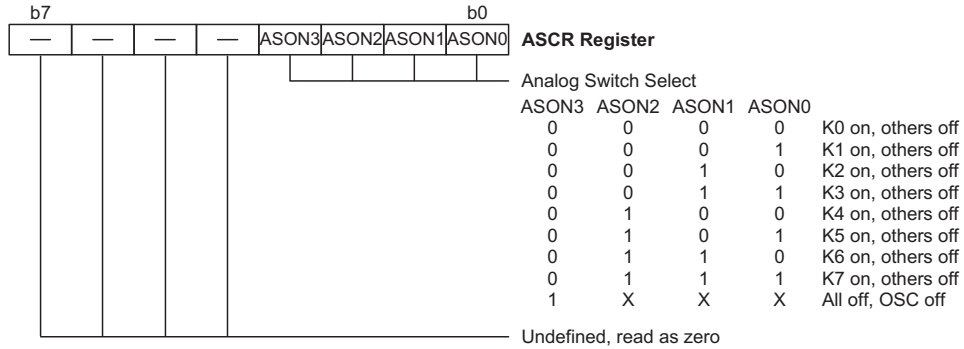 b7 b0
— — — — ASON3 ASON2 ASON1 ASON0 ASCR Register
Analog Switch Select
ASON3 ASON2 ASON1 ASON0
0 0 0 0 K0 on, others off
0 0 0 1 K1 on, others off
0 0 1 0 K2 on, others off
0 0 1 1 K3 on, others off
0 1 0 0 K4 on, others off
0 1 0 1 K5 on, others off
0 1 1 0 K6 on, others off
0 1 1 1 K7 on, others off
1 X X X All off, OSC off
Undefined, read as zero